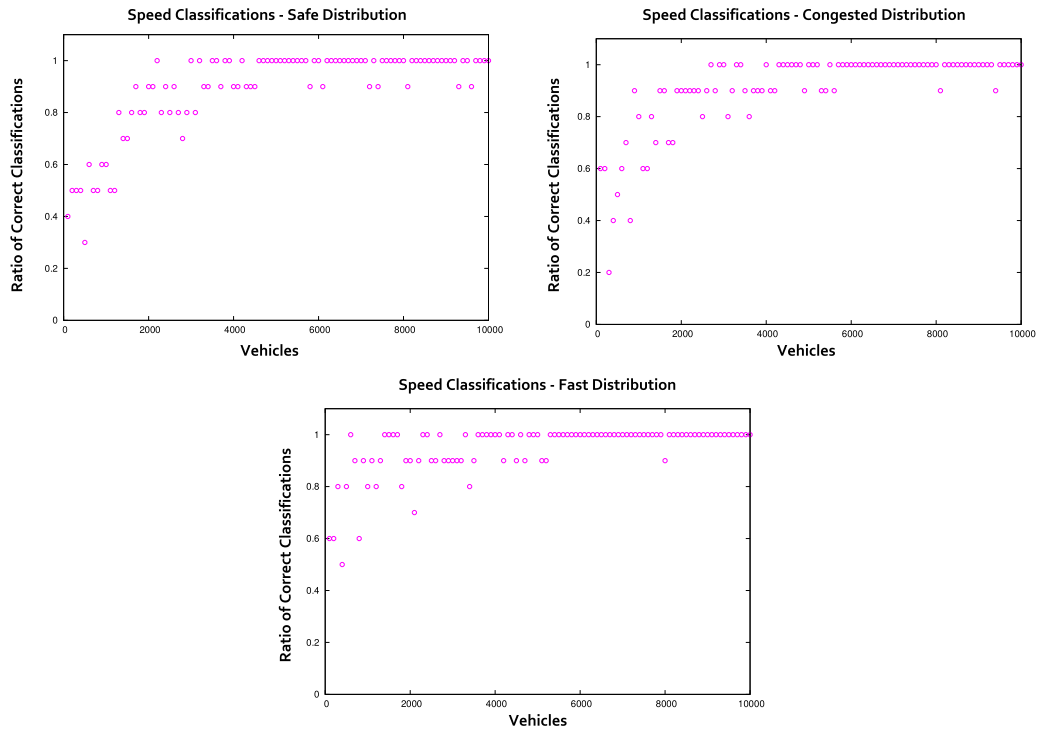 Speed Classifications - Safe Distribution
Ratio of Correct Classifications
1
0.8
0.6
0.4
0.2
0
0 2000 4000 6000 8000 10000
Vehicles
Speed Classifications - Congested Distribution
Ratio of Correct Classifications
1
0.8
0.6
0.4
0.2
0
0 2000 4000 6000 8000 10000
Vehicles
Speed Classifications - Fast Distribution
Ratio of Correct Classifications
1
0.8
0.6
0.4
0.2
0
0 2000 4000 6000 8000 10000
Vehicles